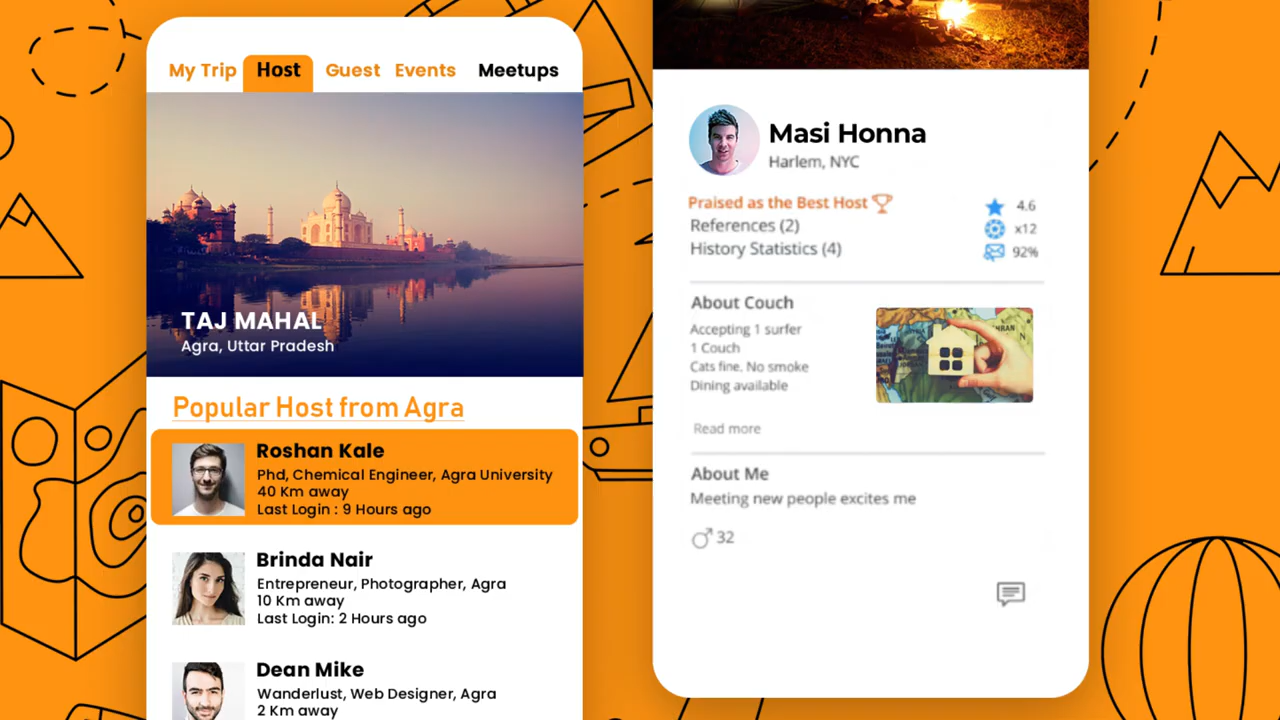 My Trip Host Guest Events Meetups
TAJ MAHAL
Agra, Uttar Pradesh
Popular Host from Agra
Roshan Kale
Phd, Chemical Engineer, Agra University
40 Km away
Last Login : 9 Hours ago
Brinda Nair
Entrepreneur, Photographer, Agra
10 Km away
Last Login: 2 Hours ago
Dean Mike
Wanderlust, Web Designer, Agra
2 Km away
Masi Honna
Harlem, NYC
Praised as the Best Host
4.6
References (2)
x12
History Statistics (4)
92%
About Couch
Accepting 1 surfer
1 Couch
Cats fine, No smoke
Dining available
Read more
About Me
Meeting new people excites me
32